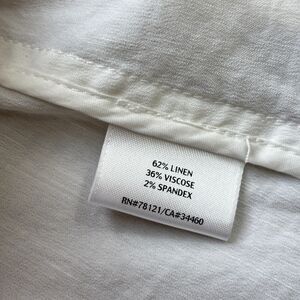 62% LINEN
36% VISCOSE
2% SPANDEX
RN#78121/CA#34460